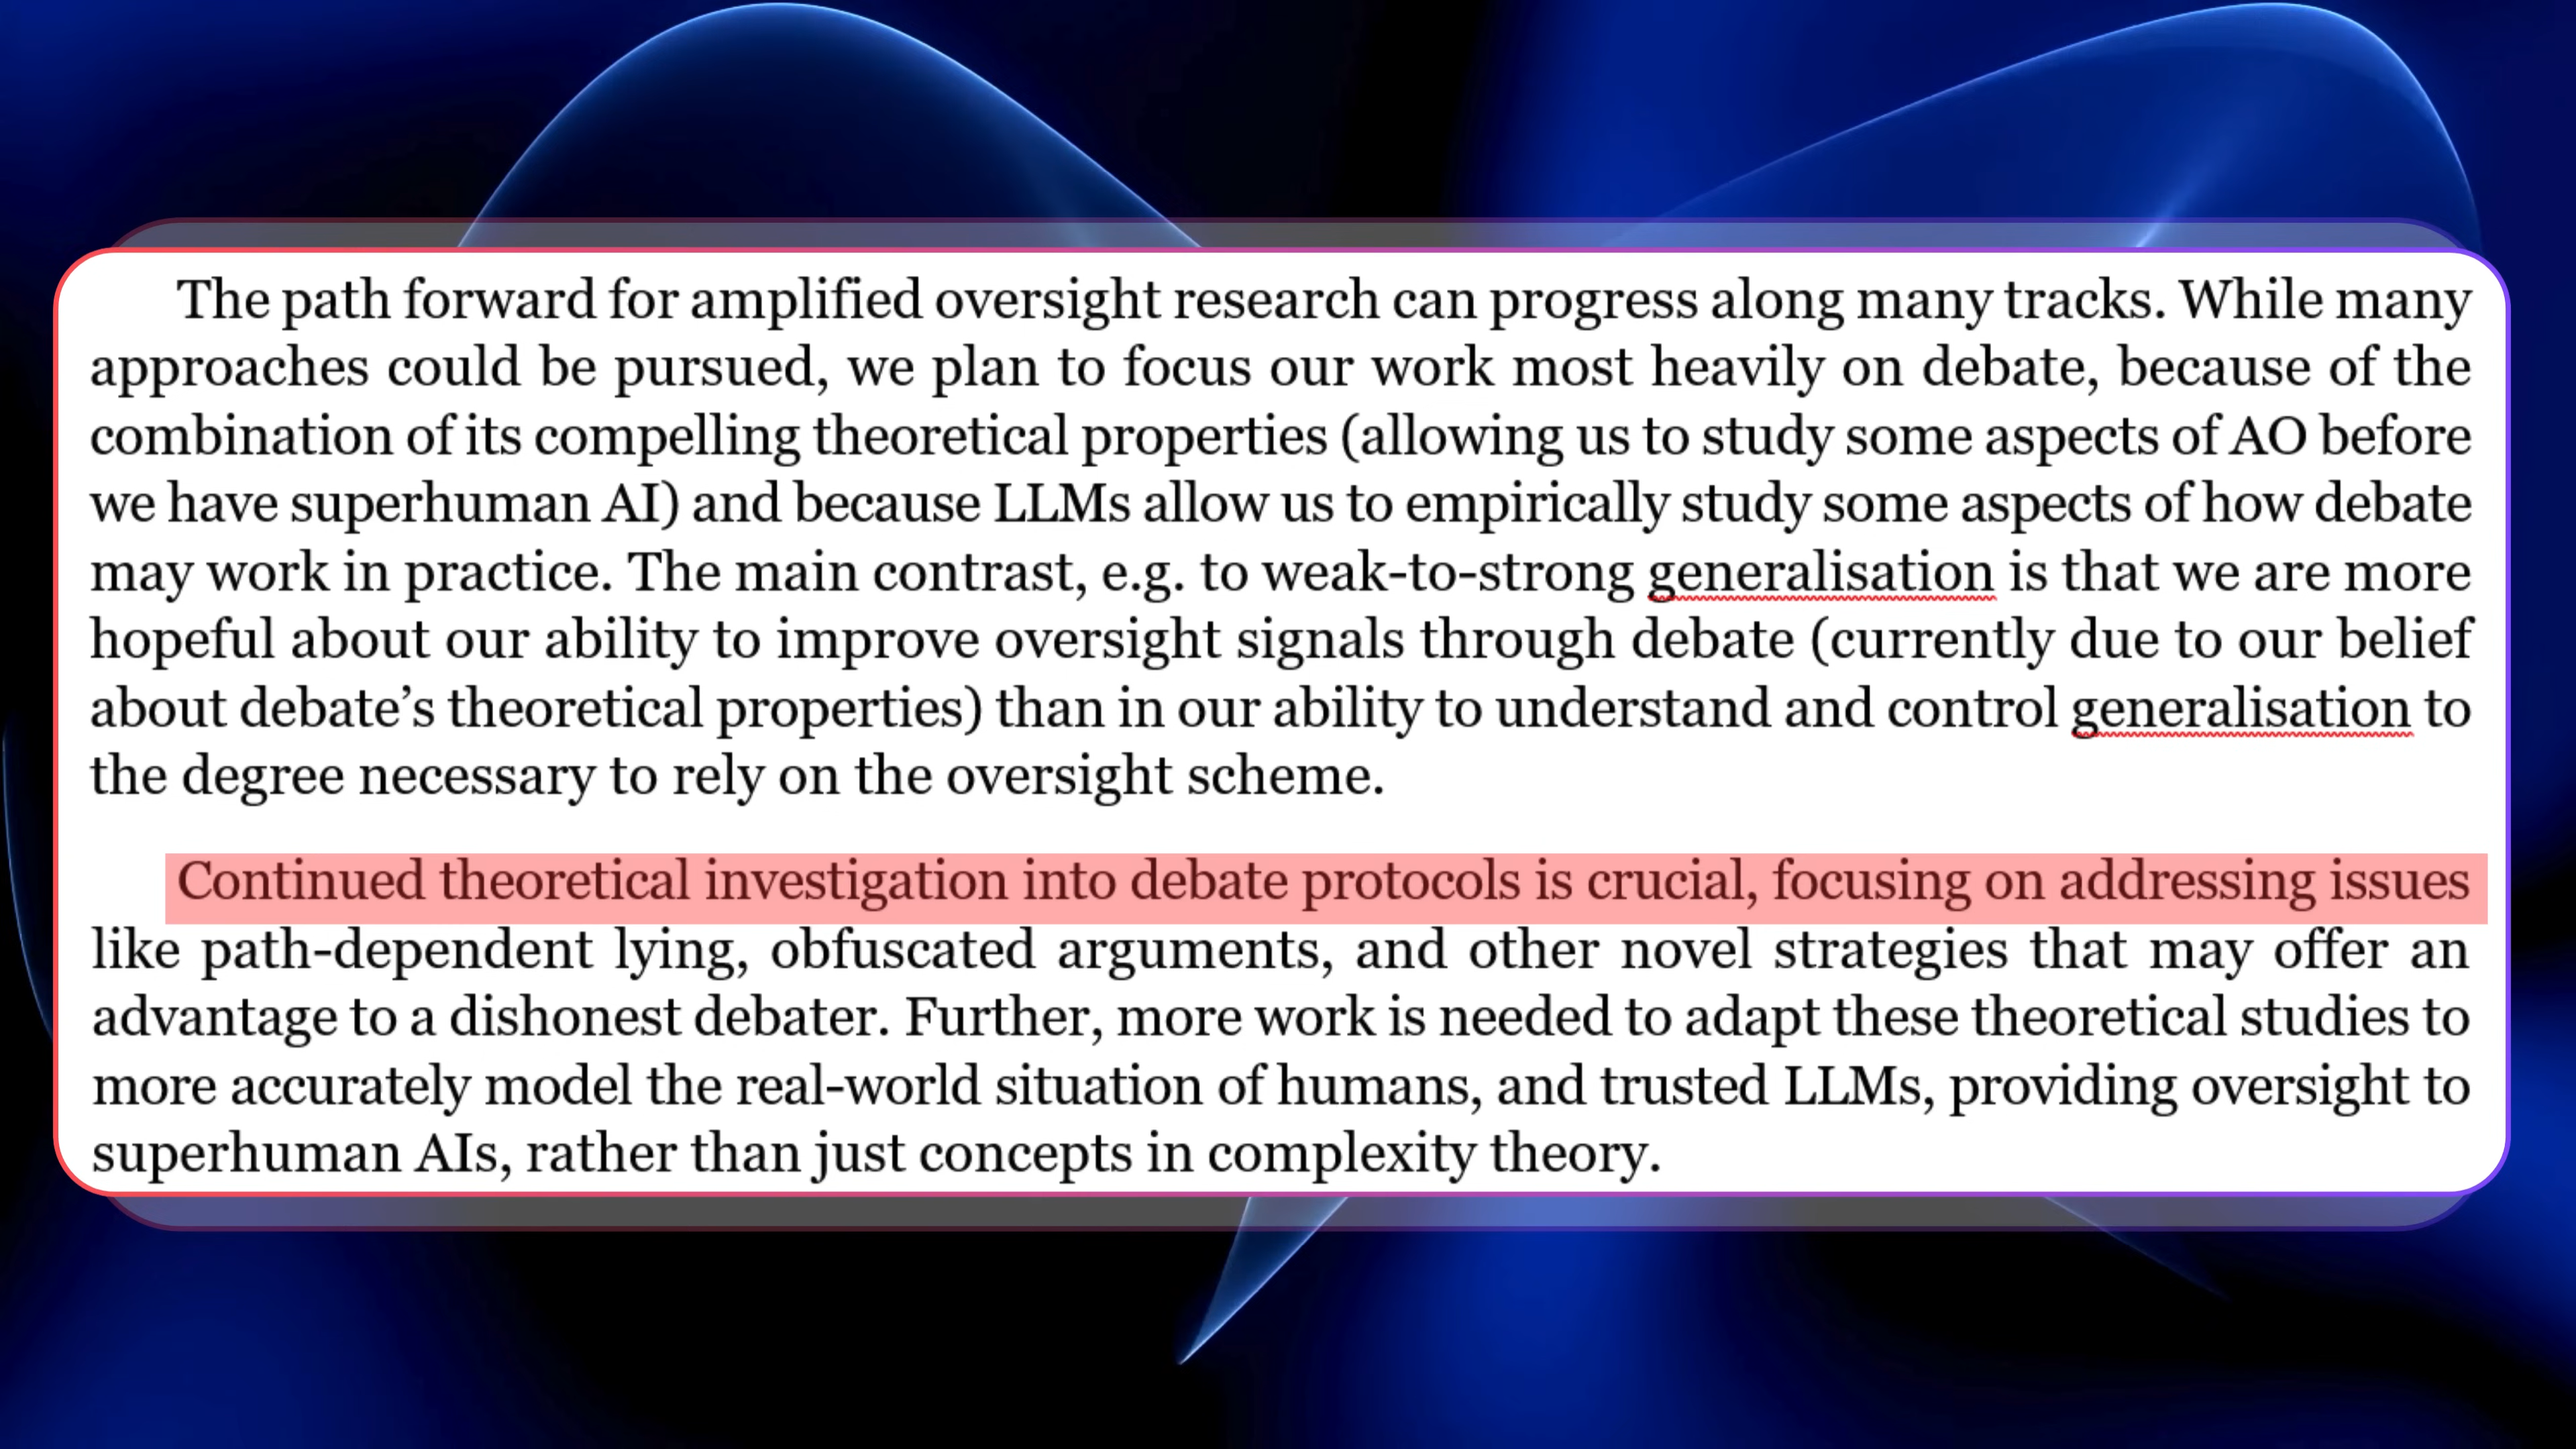 The path forward for amplified oversight research can progress along many tracks. While many
approaches could be pursued, we plan to focus our work most heavily on debate, because of the
combination of its compelling theoretical properties (allowing us to study some aspects of AO before
we have superhuman AI) and because LLMs allow us to empirically study some aspects of how debate
may work in practice. The main contrast, e.g. to weak-to-strong generalisation is that we are more
hopeful about our ability to improve oversight signals through debate (currently due to our belief
about debate’s theoretical properties) than in our ability to understand and control generalisation to
the degree necessary to rely on the oversight scheme.
Continued theoretical investigation into debate protocols is crucial, focusing on addressing issues
like path-dependent lying, obfuscated arguments, and other novel strategies that may offer an
advantage to a dishonest debater. Further, more work is needed to adapt these theoretical studies to
more accurately model the real-world situation of humans, and trusted LLMs, providing oversight to
superhuman AIs, rather than just concepts in complexity theory.